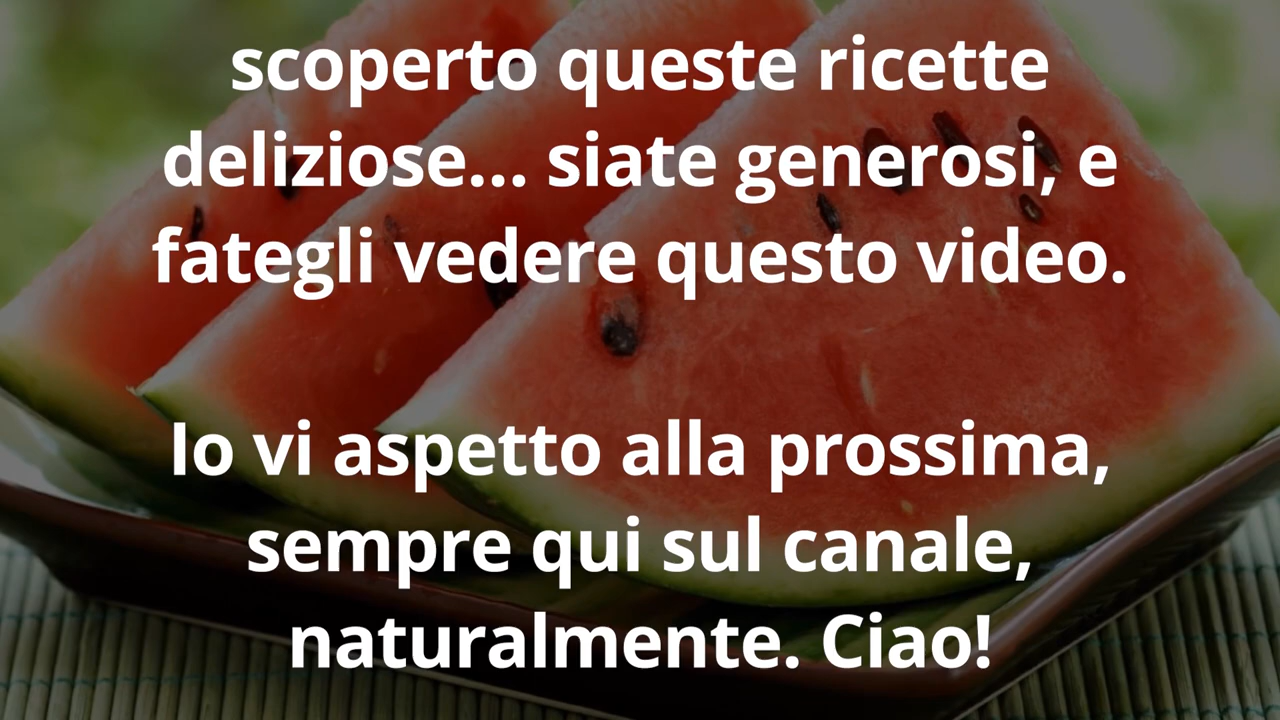 scoperto queste ricette
deliziose... siate generosi, e
fategli vedere questo video.
Io vi aspetto alla prossima,
sempre qui sul canale,
naturalmente. Ciao!